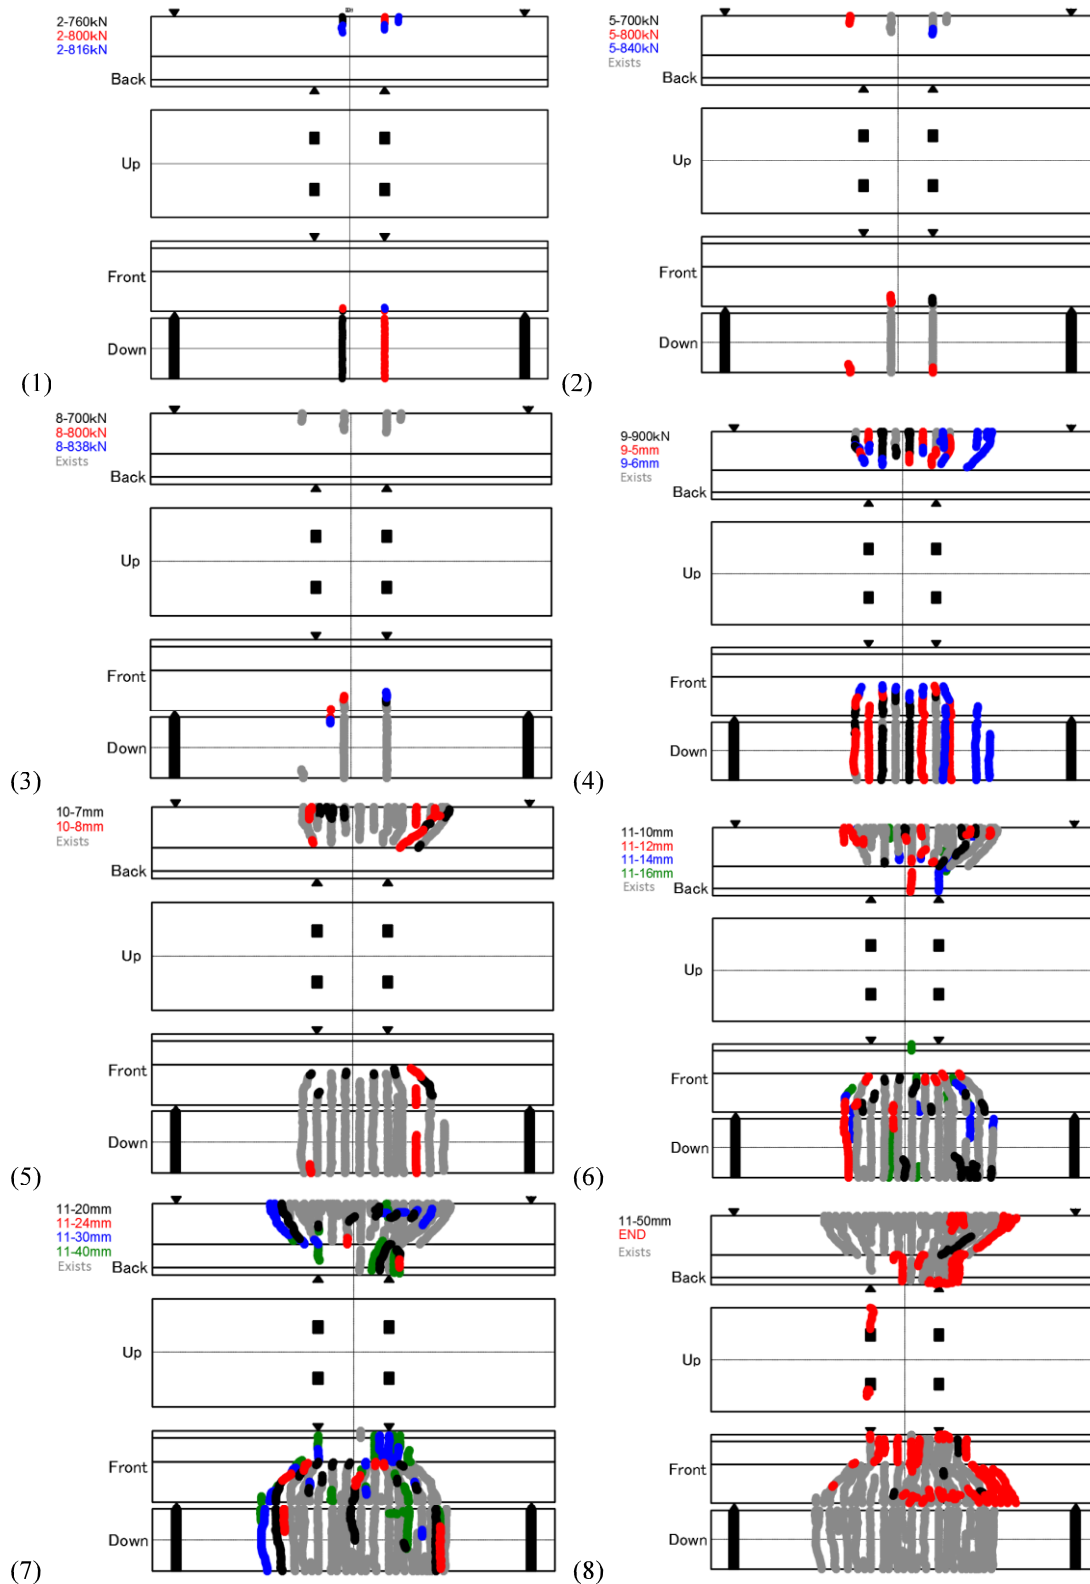 2-760kN
2-800kN
2-816kN
Back
Up
Front
Down
(1)
5-700kN
5-800kN
5-840kN
Exists
Back
Up
Front
Down
(2)
8-700kN
8-800kN
8-838kN
Exists
Back
Up
Front
Down
(3)
9-900kN
9-5mm
9-6mm
Exists
Back
Up
Front
Down
(4)
10-7mm
10-8mm
Exists
Back
Up
Front
Down
(5)
11-10mm
11-12mm
11-14mm
11-16mm
Exists
Back
Up
Front
Down
(6)
11-20mm
11-24mm
11-30mm
11-40mm
Exists
Back
Up
Front
Down
(7)
11-50mm
END
Exists
Back
Up
Front
Down
(8)